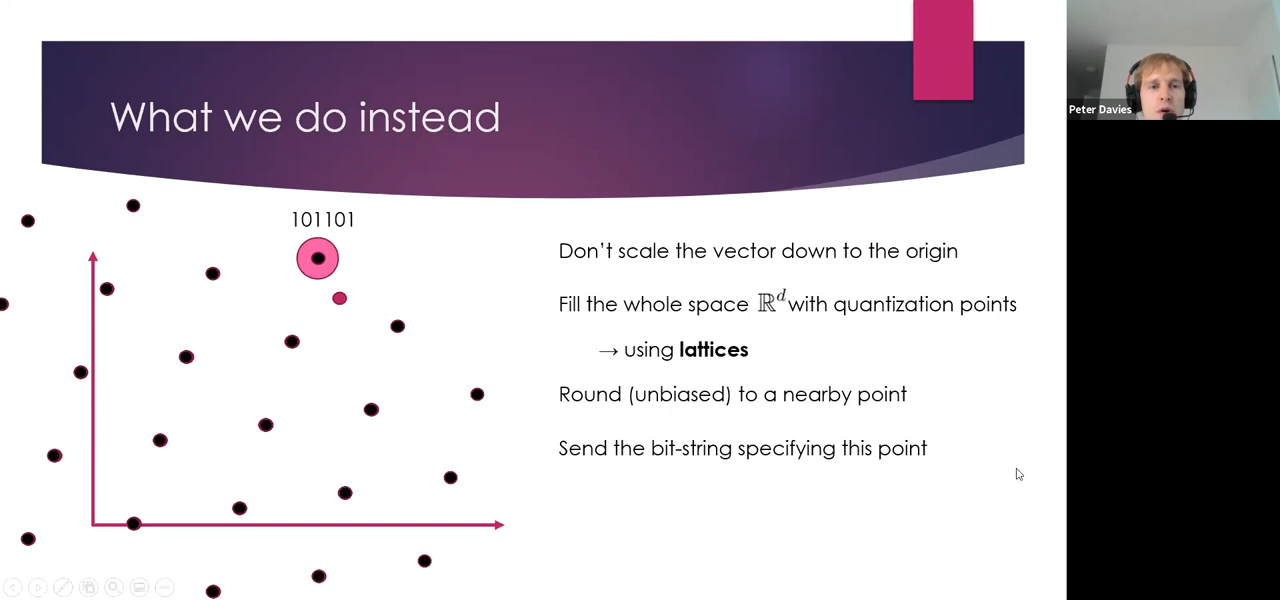 What we do instead
Peter Davies
101101
Don't scale the vector down to the origin
Fill the whole space ℝᵈ with quantization points
→ using lattices
Round (unbiased) to a nearby point
Send the bit-string specifying this point